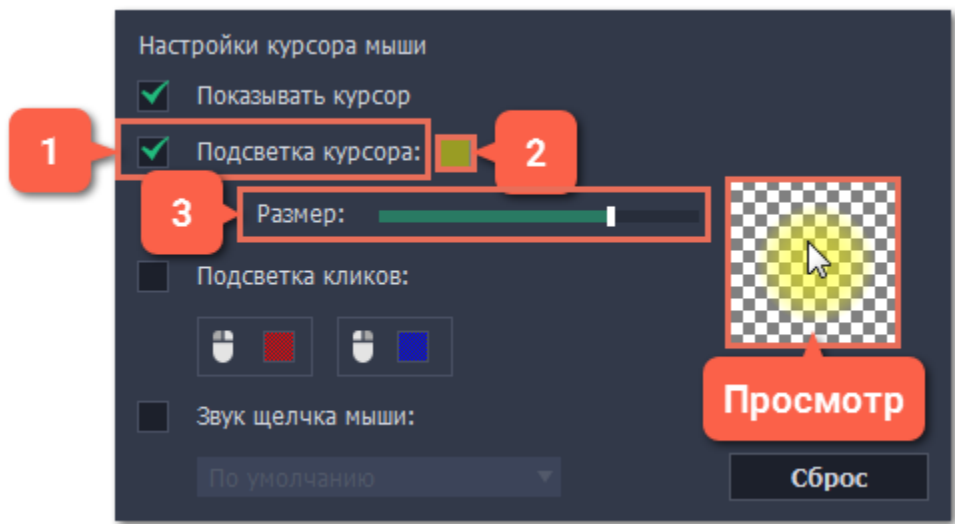 Настройки курсора мыши
Показывать курсор
1
Подсветка курсора:
2
3
Размер:
Подсветка кликов:
Просмотр
Звук щелчка мыши:
По умолчанию
Сброс